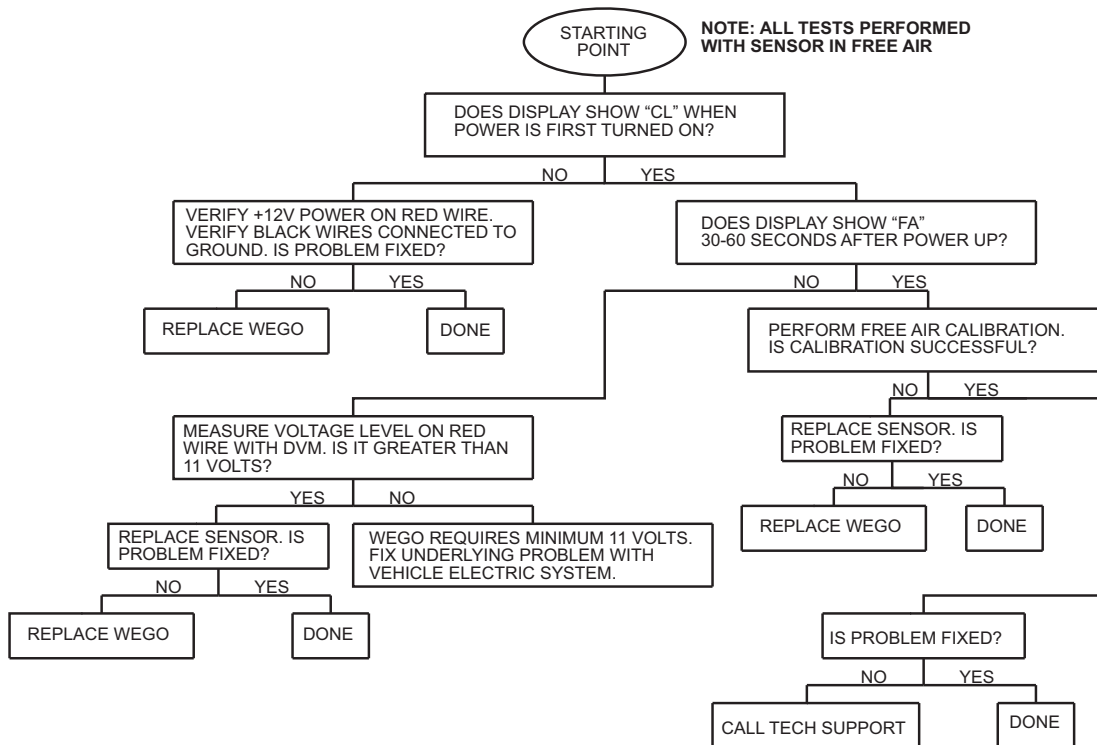 STARTING
POINT
NOTE: ALL TESTS PERFORMED
WITH SENSOR IN FREE AIR
DOES DISPLAY SHOW “CL” WHEN
POWER IS FIRST TURNED ON?
NO
YES
VERIFY +12V POWER ON RED WIRE.
VERIFY BLACK WIRES CONNECTED TO
GROUND. IS PROBLEM FIXED?
DOES DISPLAY SHOW “FA”
30-60 SECONDS AFTER POWER UP?
NO
YES
NO
YES
REPLACE WEGO
DONE
PERFORM FREE AIR CALIBRATION.
IS CALIBRATION SUCCESSFUL?
NO
YES
MEASURE VOLTAGE LEVEL ON RED
WIRE WITH DVM. IS IT GREATER THAN
11 VOLTS?
REPLACE SENSOR. IS
PROBLEM FIXED?
NO
YES
YES
NO
REPLACE WEGO
DONE
REPLACE SENSOR. IS
PROBLEM FIXED?
WEGO REQUIRES MINIMUM 11 VOLTS.
FIX UNDERLYING PROBLEM WITH
VEHICLE ELECTRIC SYSTEM.
NO
YES
REPLACE WEGO
DONE
IS PROBLEM FIXED?
NO
YES
CALL TECH SUPPORT
DONE